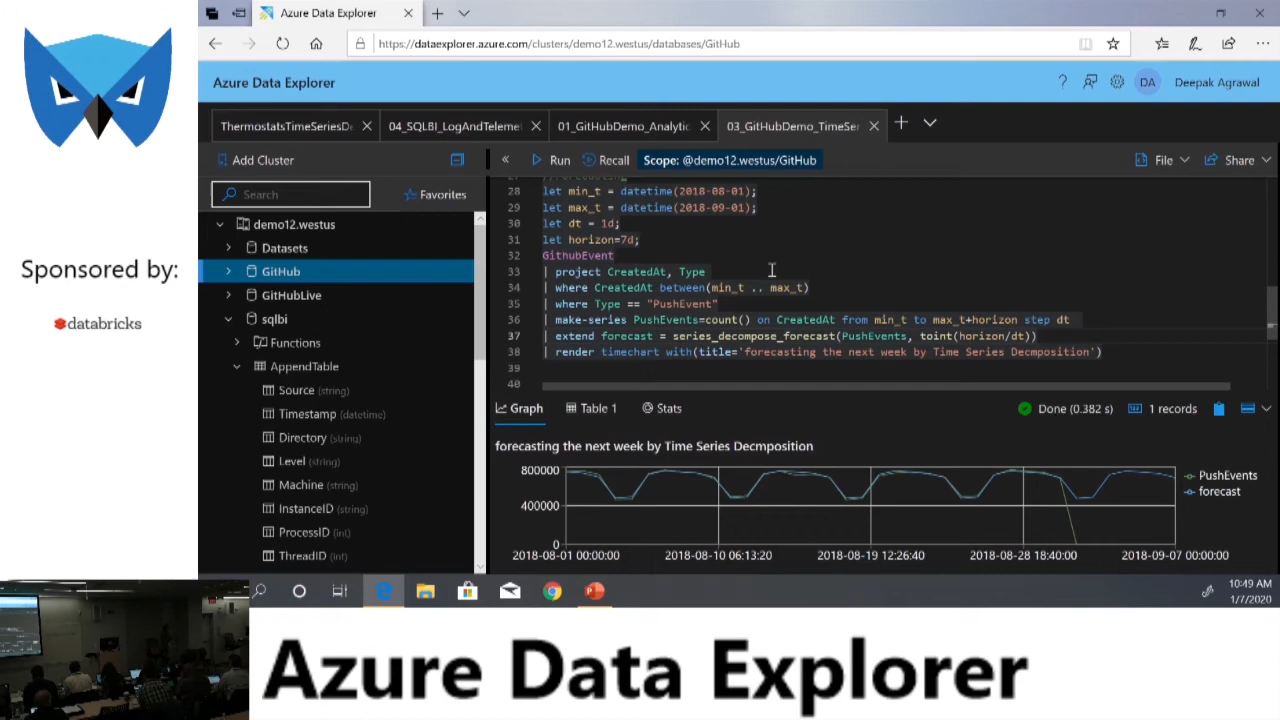 Azure Data Explorer
https://dataexplorer.azure.com/clusters/demo12.westus/databases/GitHub
Azure Data Explorer
DA
Deepak Agrawal
ThermostatsTimeSeriesD
04_SQLBI_LogAndTeleme
01_GitHubDemo_Analytic
03_GitHubDemo_TimeSer
Add Cluster
Run
Recall
Scope: @demo12.westus/GitHub
File
Share
Search
Favorites
demo12.westus
Datasets
GitHub
GitHubLive
sqlbi
Functions
AppendTable
Source (string)
Timestamp (datetime)
Directory (string)
Level (string)
Machine (string)
InstanceID (string)
ProcessID (int)
ThreadID (int)
28 let min_t = datetime(2018-08-01);
29 let max_t = datetime(2018-09-01);
30 let dt = 1d;
31 let horizon=7d;
32 GithubEvent
33 | project CreatedAt, Type
34 | where CreatedAt between(min_t .. max_t)
35 | where Type == "PushEvent"
36 | make-series PushEvents=count() on CreatedAt from min_t to max_t+horizon step dt
37 | extend forecast = series_decompose_forecast(PushEvents, toint(horizon/dt))
38 | render timechart with(title='forecasting the next week by Time Series Decmposition')
39
40
Graph
Table 1
Stats
Done (0.382 s)
1 records
forecasting the next week by Time Series Decmposition
800000
400000
0
2018-08-01 00:00:00
2018-08-10 06:13:20
2018-08-19 12:26:40
2018-08-28 18:40:00
2018-09-07 00:00:00
PushEvents
forecast
10:49 AM
1/7/2020
Sponsored by:
databricks
Azure Data Explorer